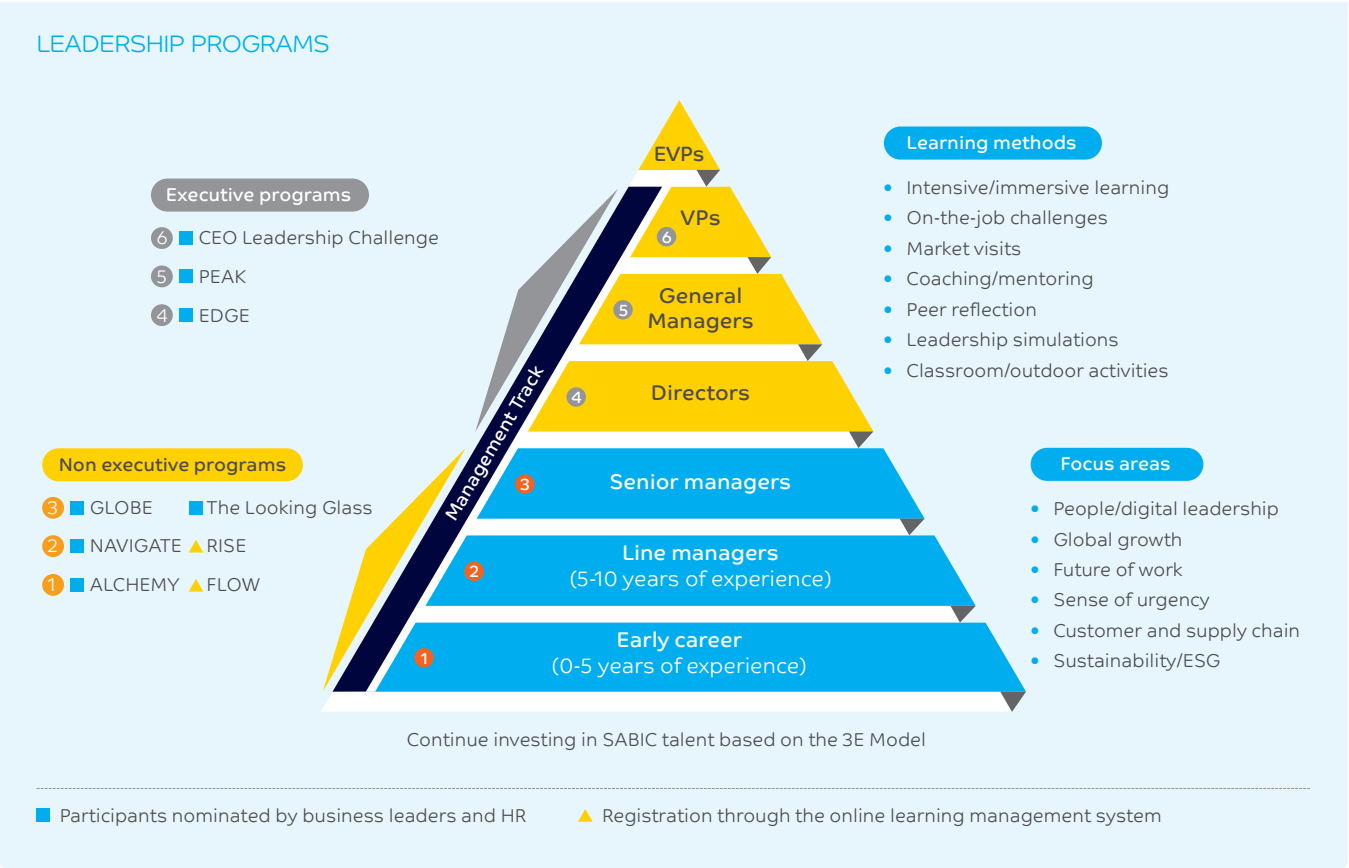 LEADERSHIP PROGRAMS
Executive programs
6 CEO Leadership Challenge
5 PEAK
4 EDGE
Non executive programs
3 GLOBE The Looking Glass
2 NAVIGATE RISE
1 ALCHEMY FLOW
Management Track
EVPs
VPs
6
General
Managers
5
Directors
4
Senior managers
3
Line managers
(5-10 years of experience)
2
Early career
(0-5 years of experience)
1
Learning methods
• Intensive/immersive learning
• On-the-job challenges
• Market visits
• Coaching/mentoring
• Peer reflection
• Leadership simulations
• Classroom/outdoor activities
Focus areas
• People/digital leadership
• Global growth
• Future of work
• Sense of urgency
• Customer and supply chain
• Sustainability/ESG
Continue investing in SABIC talent based on the 3E Model
Participants nominated by business leaders and HR
Registration through the online learning management system